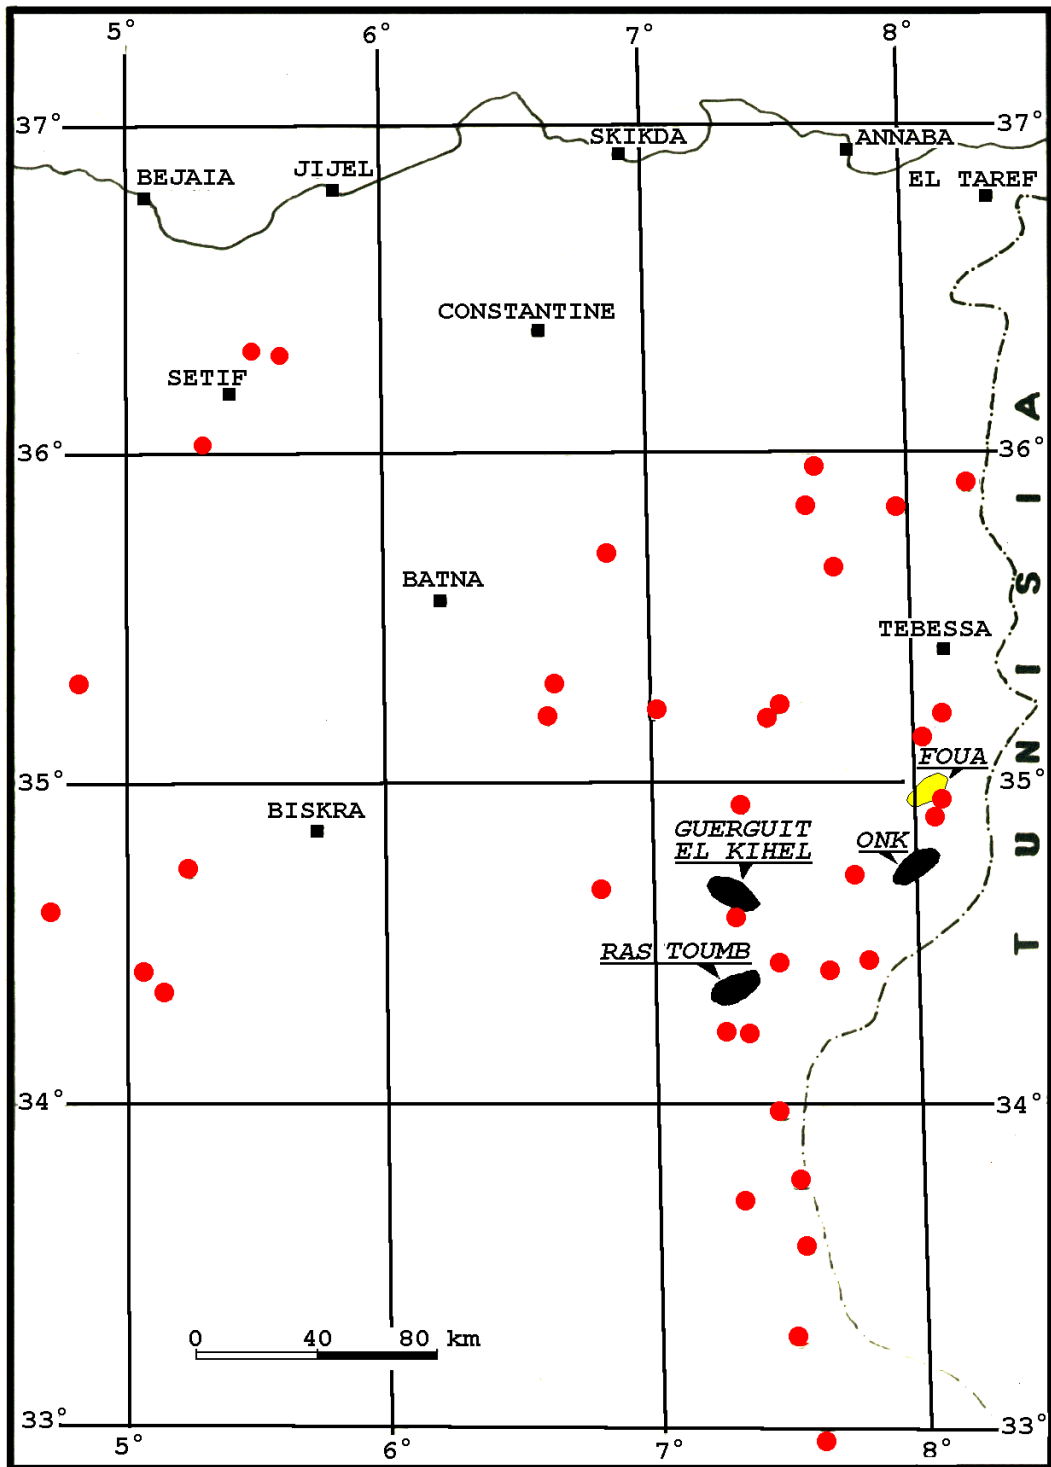 5° 6° 7° 8°
37° 37°
SKIKDA ANNABA
BEJAIA JIJEL EL TAREF
CONSTANTINE
SETIF
36° 36°
BATNA
TEBESSA
TUNISIA
FOUA
35° 35°
BISKRA
GUERGUIT
EL KIHEL
ONK
RAS TOUMB
34° 34°
0 40 80 km
33° 33°
5° 6° 7° 8°